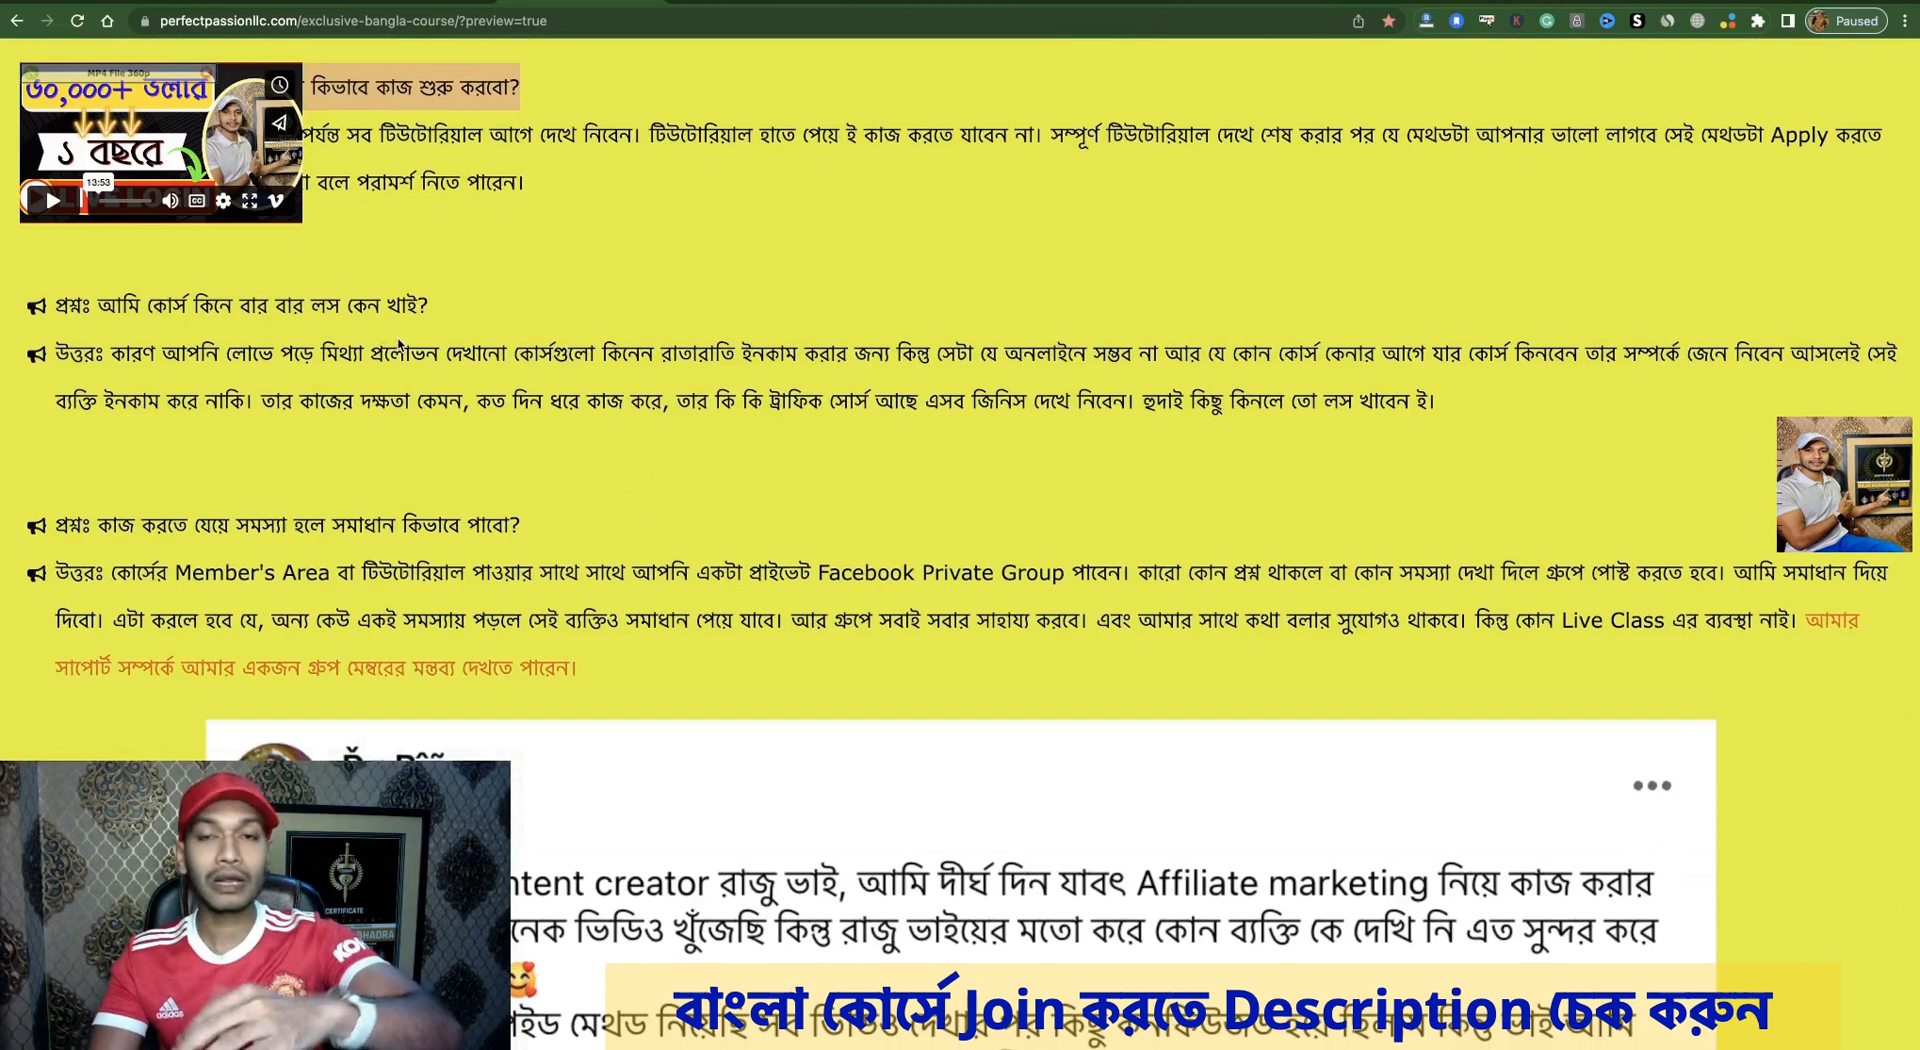 perfectpassionllc.com/exclusive-bangla-course/?preview=true
Paused
MP4 File 360p
৬০,০০০+ ডলার
১ বছরে
13:53
CC
কিভাবে কাজ শুরু করবো?
পর্যন্ত সব টিউটোরিয়াল আগে দেখে নিবেন। টিউটোরিয়াল হাতে পেয়ে ই কাজ করতে যাবেন না। সম্পূর্ণ টিউটোরিয়াল দেখে শেষ করার পর যে মেথডটা আপনার ভালো লাগবে সেই মেথডটা Apply করতে
বলে পরামর্শ নিতে পারেন।
প্রশ্নঃ আমি কোর্স কিনে বার বার লস কেন খাই?
উত্তরঃ কারণ আপনি লোভে পড়ে মিথ্যা প্রলোভন দেখানো কোর্সগুলো কিনেন রাতারাতি ইনকাম করার জন্য কিন্তু সেটা যে অনলাইনে সম্ভব না আর যে কোন কোর্স কেনার আগে যার কোর্স কিনবেন তার সম্পর্কে জেনে নিবেন আসলেই সেই
ব্যক্তি ইনকাম করে নাকি। তার কাজের দক্ষতা কেমন, কত দিন ধরে কাজ করে, তার কি কি ট্রাফিক সোর্স আছে এসব জিনিস দেখে নিবেন। হুদাই কিছু কিনলে তো লস খাবেন ই।
প্রশ্নঃ কাজ করতে যেয়ে সমস্যা হলে সমাধান কিভাবে পাবো?
উত্তরঃ কোর্সের Member's Area বা টিউটোরিয়াল পাওয়ার সাথে সাথে আপনি একটা প্রাইভেট Facebook Private Group পাবেন। কারো কোন প্রশ্ন থাকলে বা কোন সমস্যা দেখা দিলে গ্রুপে পোস্ট করতে হবে। আমি সমাধান দিয়ে
দিবো। এটা করলে হবে যে, অন্য কেউ একই সমস্যায় পড়লে সেই ব্যক্তিও সমাধান পেয়ে যাবে। আর গ্রুপে সবাই সবার সাহায্য করবে। এবং আমার সাথে কথা বলার সুযোগও থাকবে। কিন্তু কোন Live Class এর ব্যবস্থা নাই। আমার
সাপোর্ট সম্পর্কে আমার একজন গ্রুপ মেম্বরের মন্তব্য দেখতে পারেন।
ntent creator রাজু ভাই, আমি দীর্ঘ দিন যাবৎ Affiliate marketing নিয়ে কাজ করার
নেক ভিডিও খুঁজেছি কিন্তু রাজু ভাইয়ের মতো করে কোন ব্যক্তি কে দেখি নি এত সুন্দর করে
বাংলা কোর্সে Join করতে Description চেক করুন
CERTIFICATE